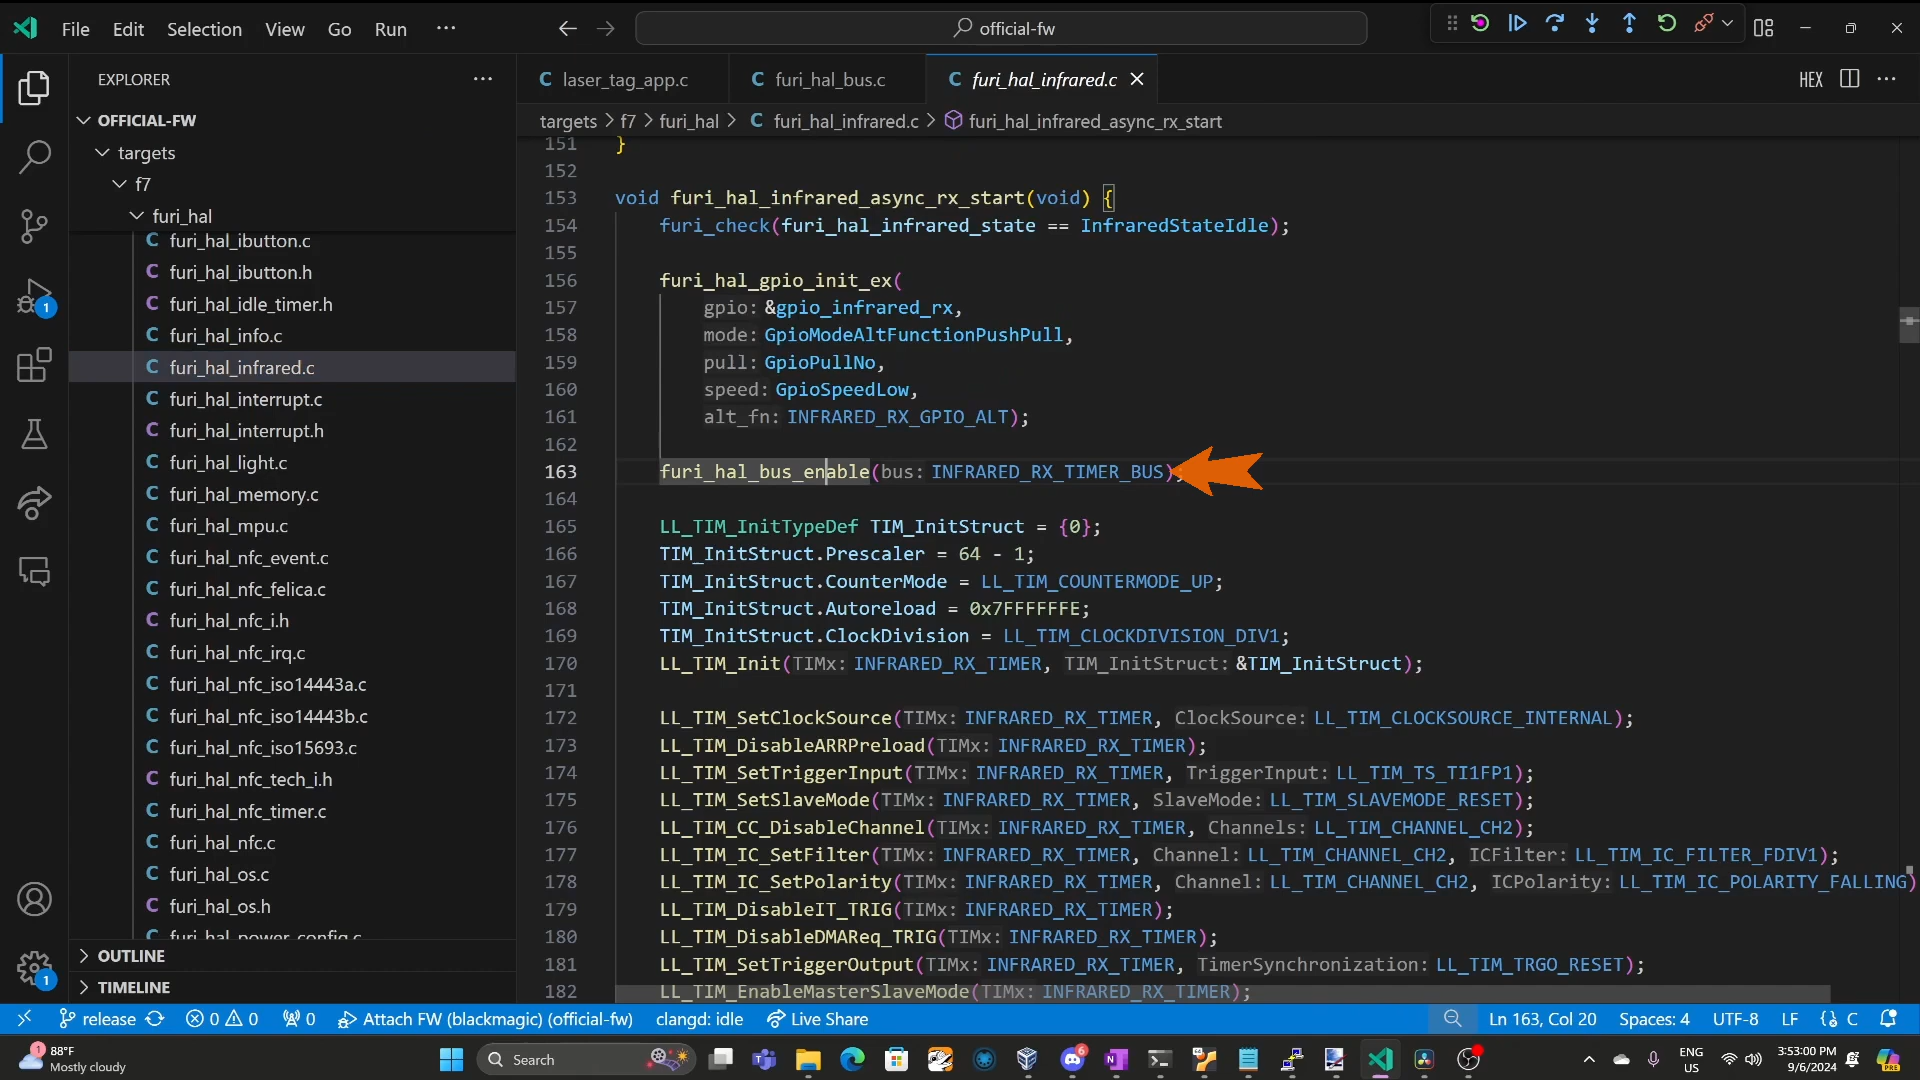 File Edit Selection View Go Run ··· official-fw
EXPLORER ···
OFFICIAL-FW
targets
f7
furi_hal
furi_hal_ibutton.c
furi_hal_ibutton.h
furi_hal_idle_timer.h
furi_hal_info.c
furi_hal_infrared.c
furi_hal_interrupt.c
furi_hal_interrupt.h
furi_hal_light.c
furi_hal_memory.c
furi_hal_mpu.c
furi_hal_nfc_event.c
furi_hal_nfc_felica.c
furi_hal_nfc_i.h
furi_hal_nfc_irq.c
furi_hal_nfc_iso14443a.c
furi_hal_nfc_iso14443b.c
furi_hal_nfc_iso15693.c
furi_hal_nfc_tech_i.h
furi_hal_nfc_timer.c
furi_hal_nfc.c
furi_hal_os.c
furi_hal_os.h
furi_hal_power_config.c
OUTLINE
TIMELINE
C laser_tag_app.c C furi_hal_bus.c C furi_hal_infrared.c HEX ···
targets > f7 > furi_hal > C furi_hal_infrared.c > furi_hal_infrared_async_rx_start
151 }
152
153 void furi_hal_infrared_async_rx_start(void) {
154 furi_check(furi_hal_infrared_state == InfraredStateIdle);
155
156 furi_hal_gpio_init_ex(
157 gpio: &gpio_infrared_rx,
158 mode: GpioModeAltFunctionPushPull,
159 pull: GpioPullNo,
160 speed: GpioSpeedLow,
161 alt_fn: INFRARED_RX_GPIO_ALT);
162
163 furi_hal_bus_enable(bus: INFRARED_RX_TIMER_BUS);
164
165 LL_TIM_InitTypeDef TIM_InitStruct = {0};
166 TIM_InitStruct.Prescaler = 64 - 1;
167 TIM_InitStruct.CounterMode = LL_TIM_COUNTERMODE_UP;
168 TIM_InitStruct.Autoreload = 0x7FFFFFFE;
169 TIM_InitStruct.ClockDivision = LL_TIM_CLOCKDIVISION_DIV1;
170 LL_TIM_Init(TIMx: INFRARED_RX_TIMER, TIM_InitStruct: &TIM_InitStruct);
171
172 LL_TIM_SetClockSource(TIMx: INFRARED_RX_TIMER, ClockSource: LL_TIM_CLOCKSOURCE_INTERNAL);
173 LL_TIM_DisableARRPreload(TIMx: INFRARED_RX_TIMER);
174 LL_TIM_SetTriggerInput(TIMx: INFRARED_RX_TIMER, TriggerInput: LL_TIM_TS_TI1FP1);
175 LL_TIM_SetSlaveMode(TIMx: INFRARED_RX_TIMER, SlaveMode: LL_TIM_SLAVEMODE_RESET);
176 LL_TIM_CC_DisableChannel(TIMx: INFRARED_RX_TIMER, Channels: LL_TIM_CHANNEL_CH2);
177 LL_TIM_IC_SetFilter(TIMx: INFRARED_RX_TIMER, Channel: LL_TIM_CHANNEL_CH2, ICFilter: LL_TIM_IC_FILTER_FDIV1);
178 LL_TIM_IC_SetPolarity(TIMx: INFRARED_RX_TIMER, Channel: LL_TIM_CHANNEL_CH2, ICPolarity: LL_TIM_IC_POLARITY_FALLING)
179 LL_TIM_DisableIT_TRIG(TIMx: INFRARED_RX_TIMER);
180 LL_TIM_DisableDMAReq_TRIG(TIMx: INFRARED_RX_TIMER);
181 LL_TIM_SetTriggerOutput(TIMx: INFRARED_RX_TIMER, TimerSynchronization: LL_TIM_TRGO_RESET);
182 LL_TIM_EnableMasterSlaveMode(TIMx: INFRARED_RX_TIMER);
release 0 0 0 Attach FW (blackmagic) (official-fw) clangd: idle Live Share Ln 163, Col 20 Spaces: 4 UTF-8 LF {} C
1 88°F
Mostly cloudy
Search
6
ENG
US
3:53:00 PM
9/6/2024
PRE